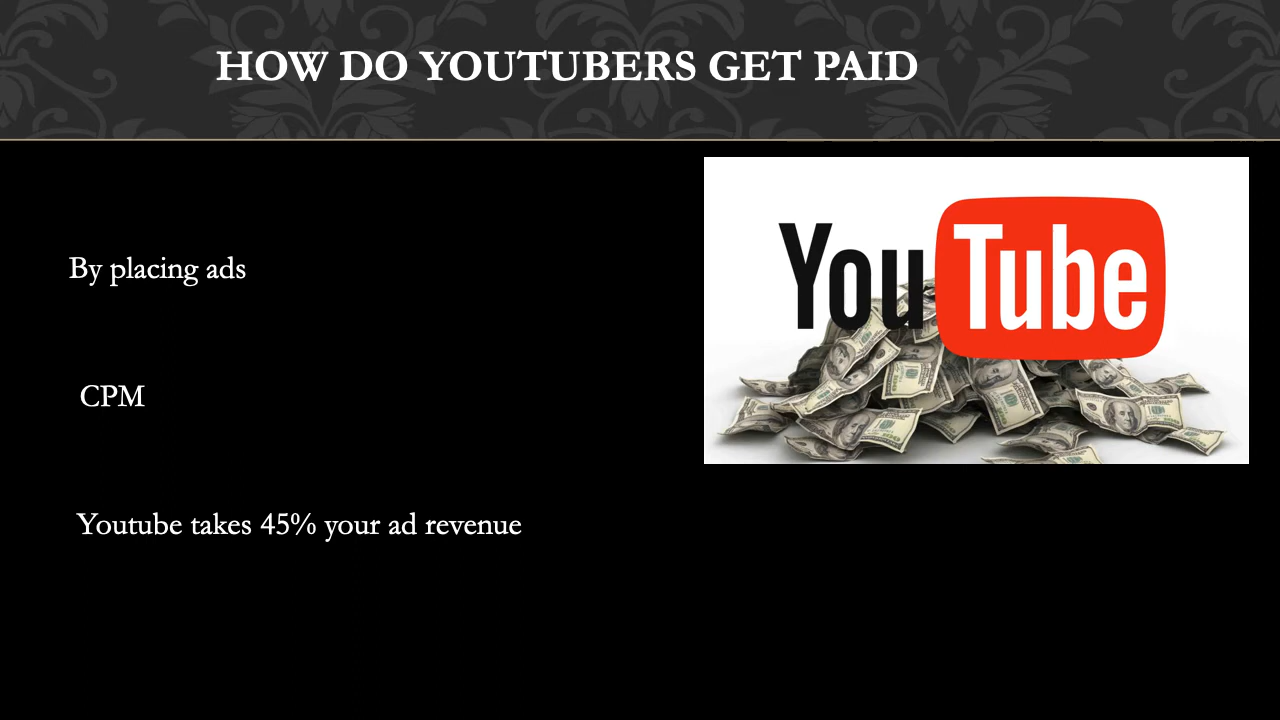 HOW DO YOUTUBERS GET PAID
By placing ads
CPM
Youtube takes 45% your ad revenue
YouTube